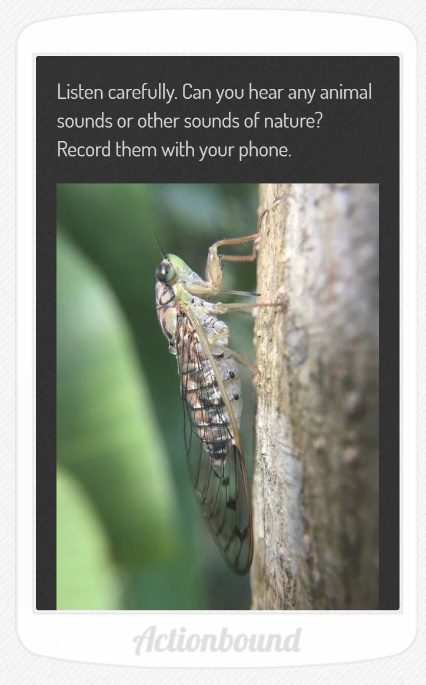 Listen carefully. Can you hear any animal
sounds or other sounds of nature?
Record them with your phone.
Actionbound